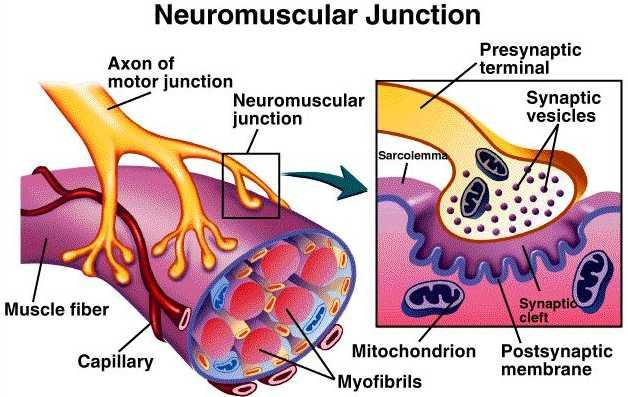 Neuromuscular Junction
Axon of
motor junction
Neuromuscular
junction
Presynaptic
terminal
Synaptic
vesicles
Sarcolemma
Muscle fiber
Capillary
Myofibrils
Synaptic
cleft
Mitochondrion
Postsynaptic
membrane